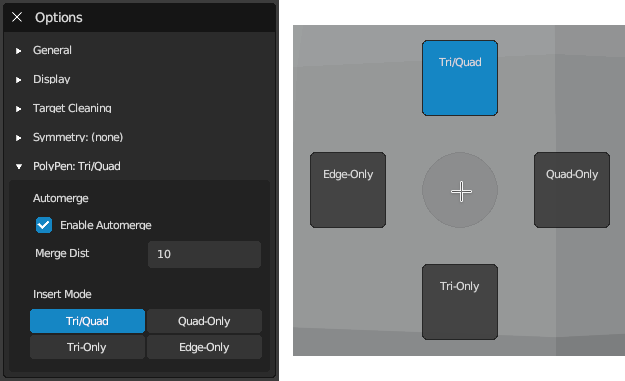 Options
General
Display
Target Cleaning
Symmetry: (none)
PolyPen: Tri/Quad
Automerge
Enable Automerge
Merge Dist 10
Insert Mode
Tri/Quad Quad-Only
Tri-Only Edge-Only
Tri/Quad
Edge-Only Quad-Only
Tri-Only